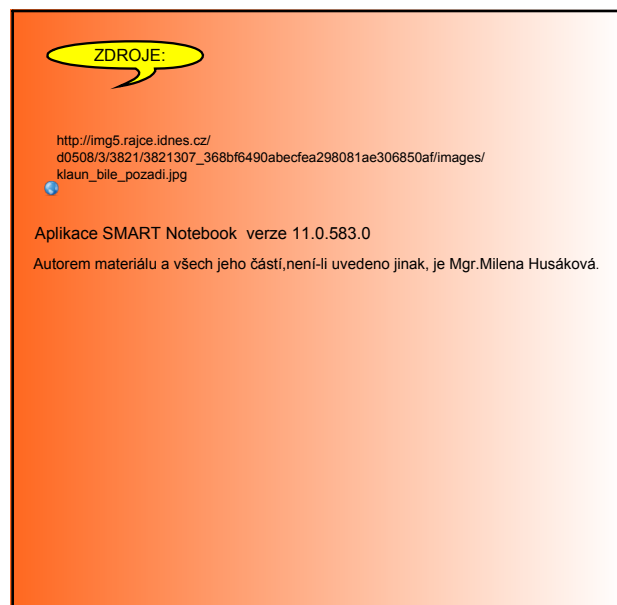 ZDROJE:
http://img5.rajce.idnes.cz/
d0508/3/3821/3821307_368bf6490abecfea298081ae306850af/images/
klaun_bile_pozadi.jpg
Aplikace SMART Notebook  verze 11.0.583.0
Autorem materiálu a všech jeho částí,není-li uvedeno jinak, je Mgr.Milena Husáková.